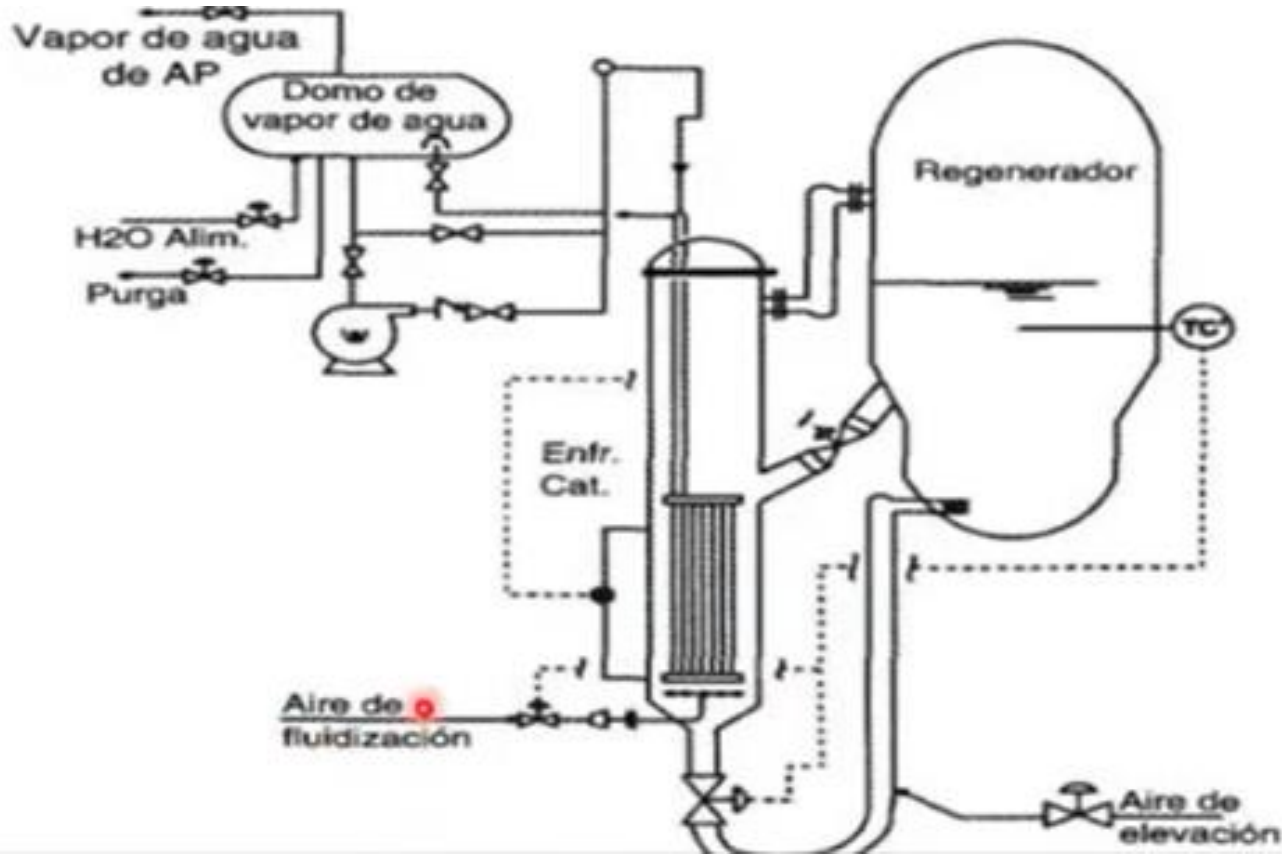 Vapor de agua
de AP
Domo de
vapor de agua
Regenerador
H2O Alim.
Purga
TC
Enfr.
Cat.
Aire de
fluidización
Aire de
elevación